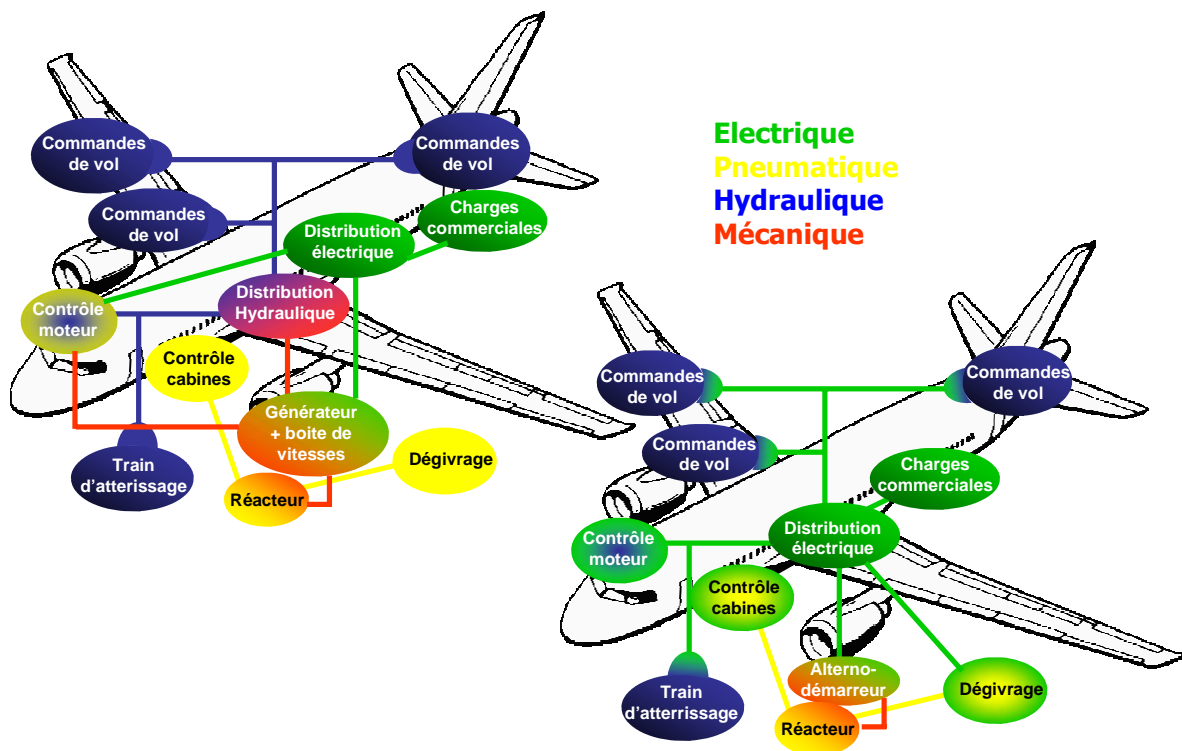 Commandes
de vol
Commandes
de vol
Commandes
de vol
Charges
commerciales
Distribution
électrique
Distribution
Hydraulique
Contrôle
moteur
Contrôle
cabines
Générateur
+ boite de
vitesses
Dégivrage
Train
d'atterissage
Réacteur
Electrique
Pneumatique
Hydraulique
Mécanique
Commandes
de vol
Commandes
de vol
Commandes
de vol
Charges
commerciales
Distribution
électrique
Contrôle
moteur
Contrôle
cabines
Alterno-
démarreur
Dégivrage
Train
d'atterrissage
Réacteur